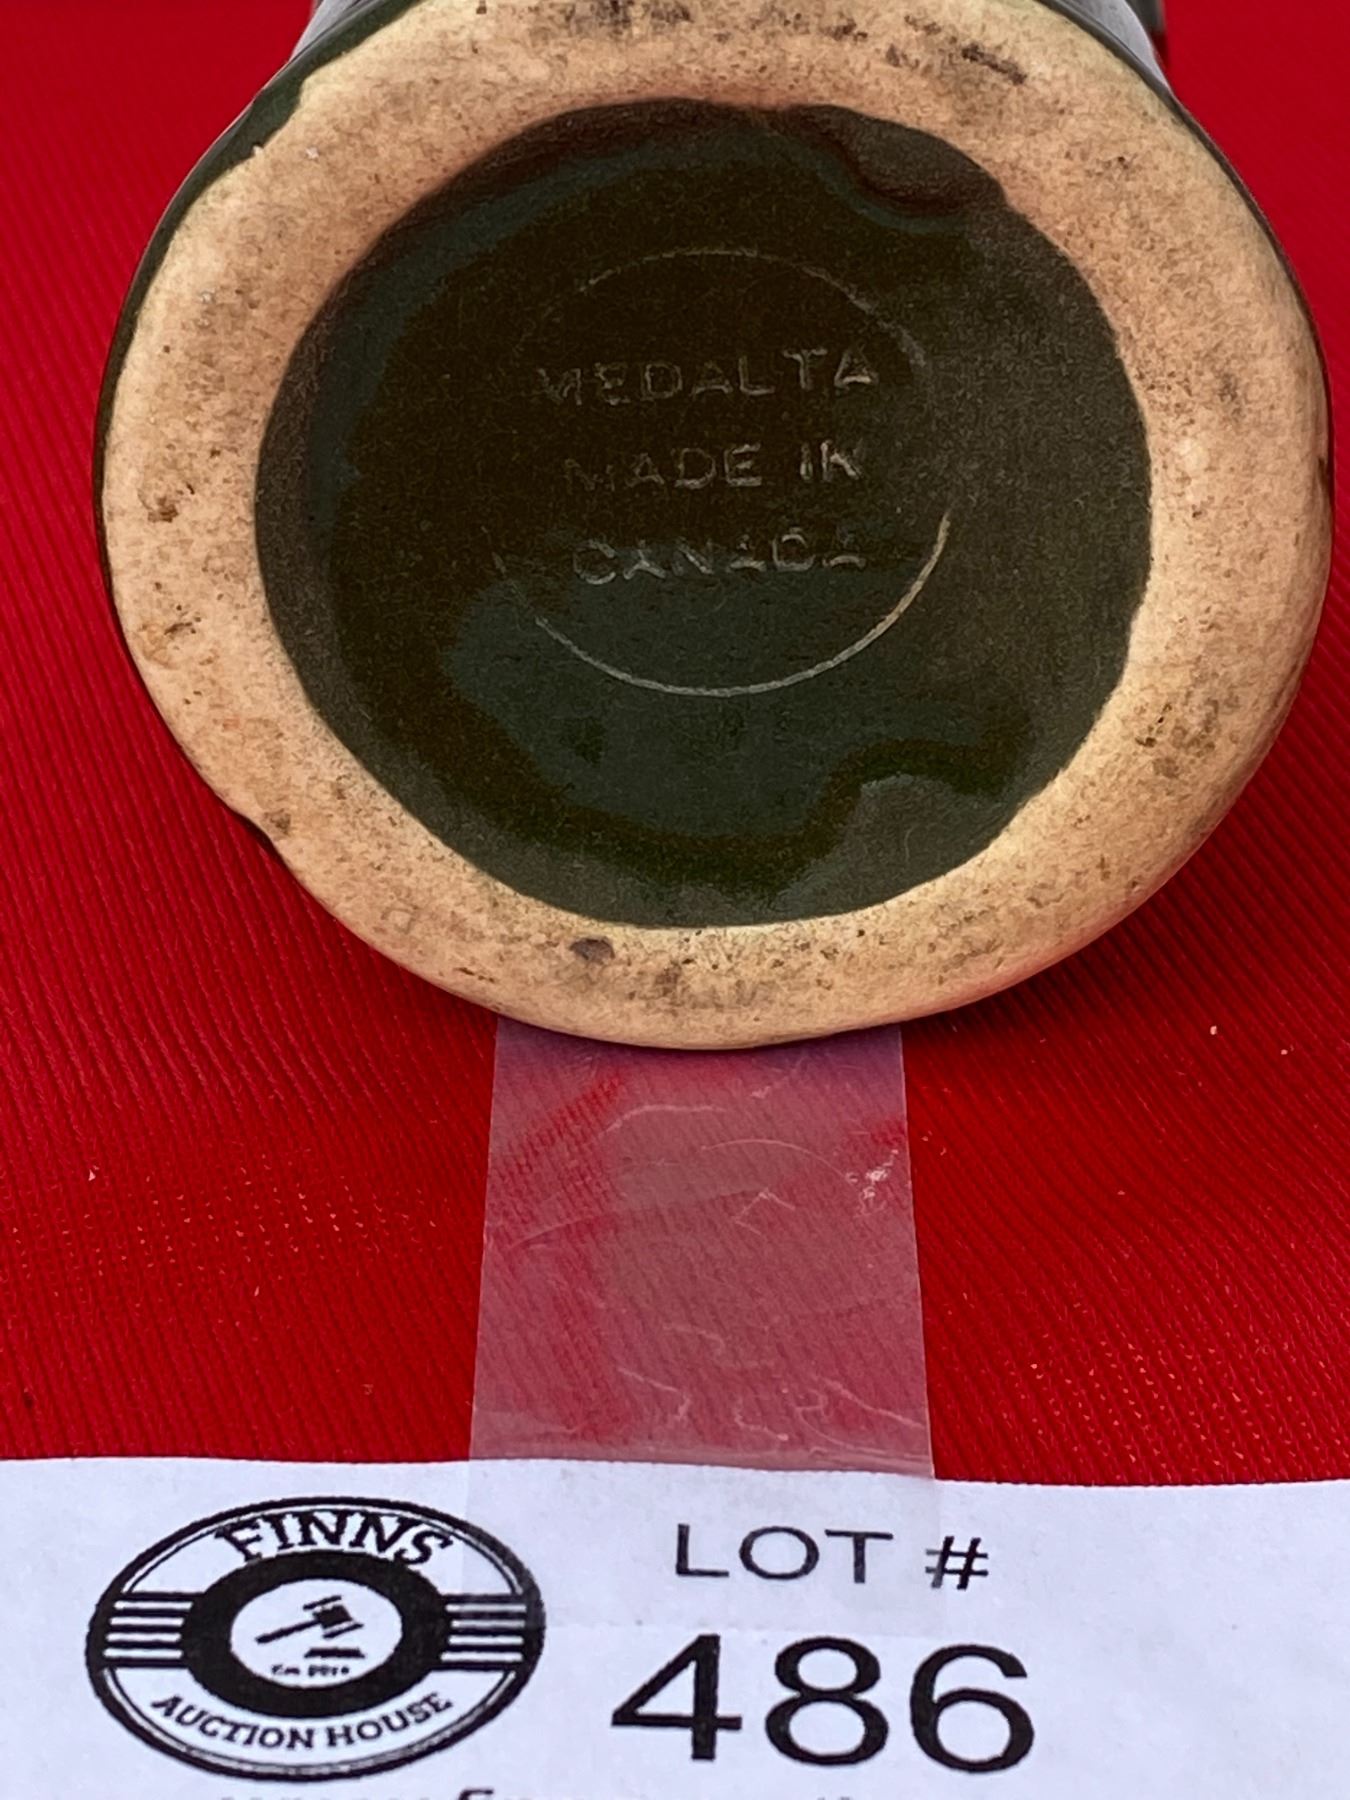 MEDALTA
MADE IN
CANADA
FINNS
AUCTION HOUSE
LOT #
486